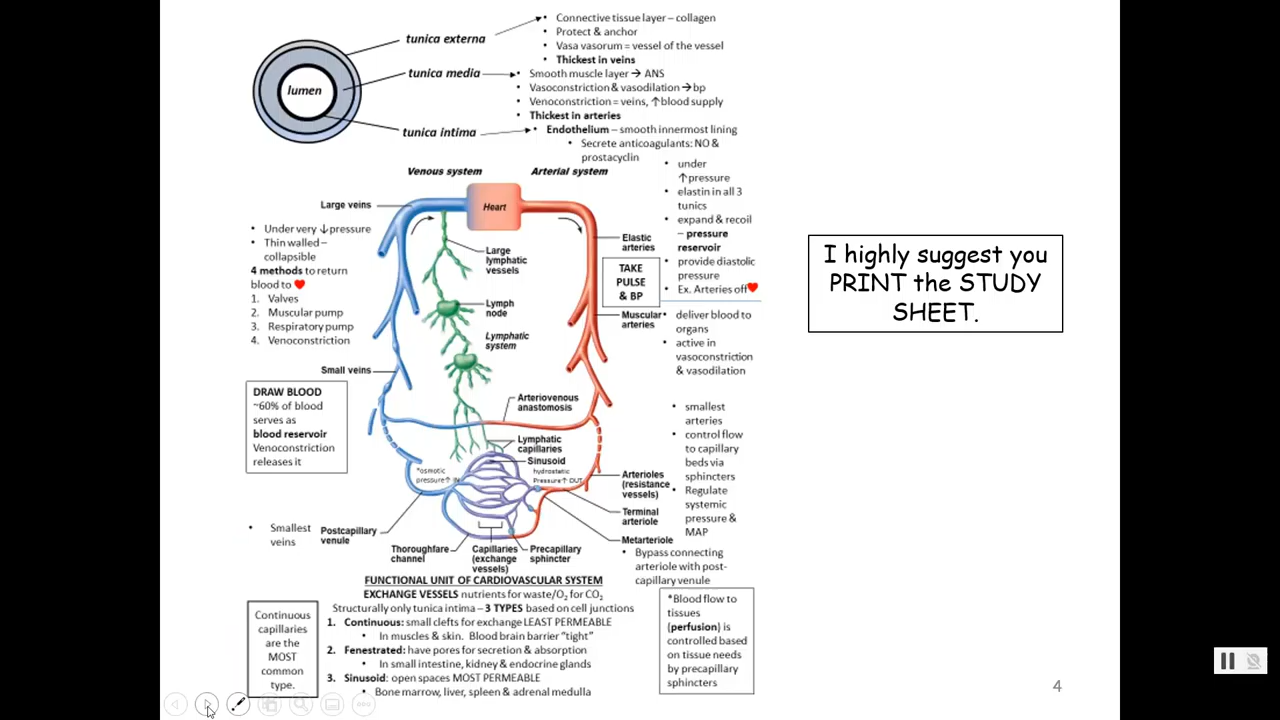 • Connective tissue layer – collagen
• Protect & anchor
• Vasa vasorum = vessel of the vessel
• Thickest in veins
tunica externa
tunica media
• Smooth muscle layer → ANS
• Vasoconstriction & vasodilation → bp
• Venoconstriction = veins, ↑blood supply
• Thickest in arteries
lumen
tunica intima
• Endothelium – smooth innermost lining
• Secrete anticoagulants: NO &
prostacyclin
Venous system
Arterial system
• under
↑pressure
• elastin in all 3
tunics
• expand & recoil
– pressure
reservoir
• provide diastolic
pressure
• Ex. Arteries off❤
Large veins
Heart
• Under very ↓pressure
• Thin walled –
collapsible
4 methods to return
blood to ❤
1. Valves
2. Muscular pump
3. Respiratory pump
4. Venoconstriction
Large
lymphatic
vessels
Elastic
arteries
TAKE
PULSE
& BP
Lymph
node
Muscular
arteries
• deliver blood to
organs
• active in
vasoconstriction
& vasodilation
Lymphatic
system
Small veins
DRAW BLOOD
~60% of blood
serves as
blood reservoir
Venoconstriction
releases it
Arteriovenous
anastomosis
Lymphatic
capillaries
Sinusoid
*osmotic
pressure↑ IN
hydrostatic
Pressure↑ OUT
• smallest
arteries
• control flow
to capillary
beds via
sphincters
• Regulate
systemic
pressure &
MAP
Arterioles
(resistance
vessels)
Terminal
arteriole
Metarteriole
• Bypass connecting
arteriole with post-
capillary venule
• Smallest
veins
Postcapillary
venule
Thoroughfare
channel
Capillaries
(exchange
vessels)
Precapillary
sphincter
FUNCTIONAL UNIT OF CARDIOVASCULAR SYSTEM
EXCHANGE VESSELS nutrients for waste/O₂ for CO₂
Structurally only tunica intima – 3 TYPES based on cell junctions
1. Continuous: small clefts for exchange LEAST PERMEABLE
• In muscles & skin. Blood brain barrier “tight”
2. Fenestrated: have pores for secretion & absorption
• In small intestine, kidney & endocrine glands
3. Sinusoid: open spaces MOST PERMEABLE
• Bone marrow, liver, spleen & adrenal medulla
Continuous
capillaries
are the
MOST
common
type.
*Blood flow to
tissues
(perfusion) is
controlled based
on tissue needs
by precapillary
sphincters
I highly suggest you
PRINT the STUDY
SHEET.
4